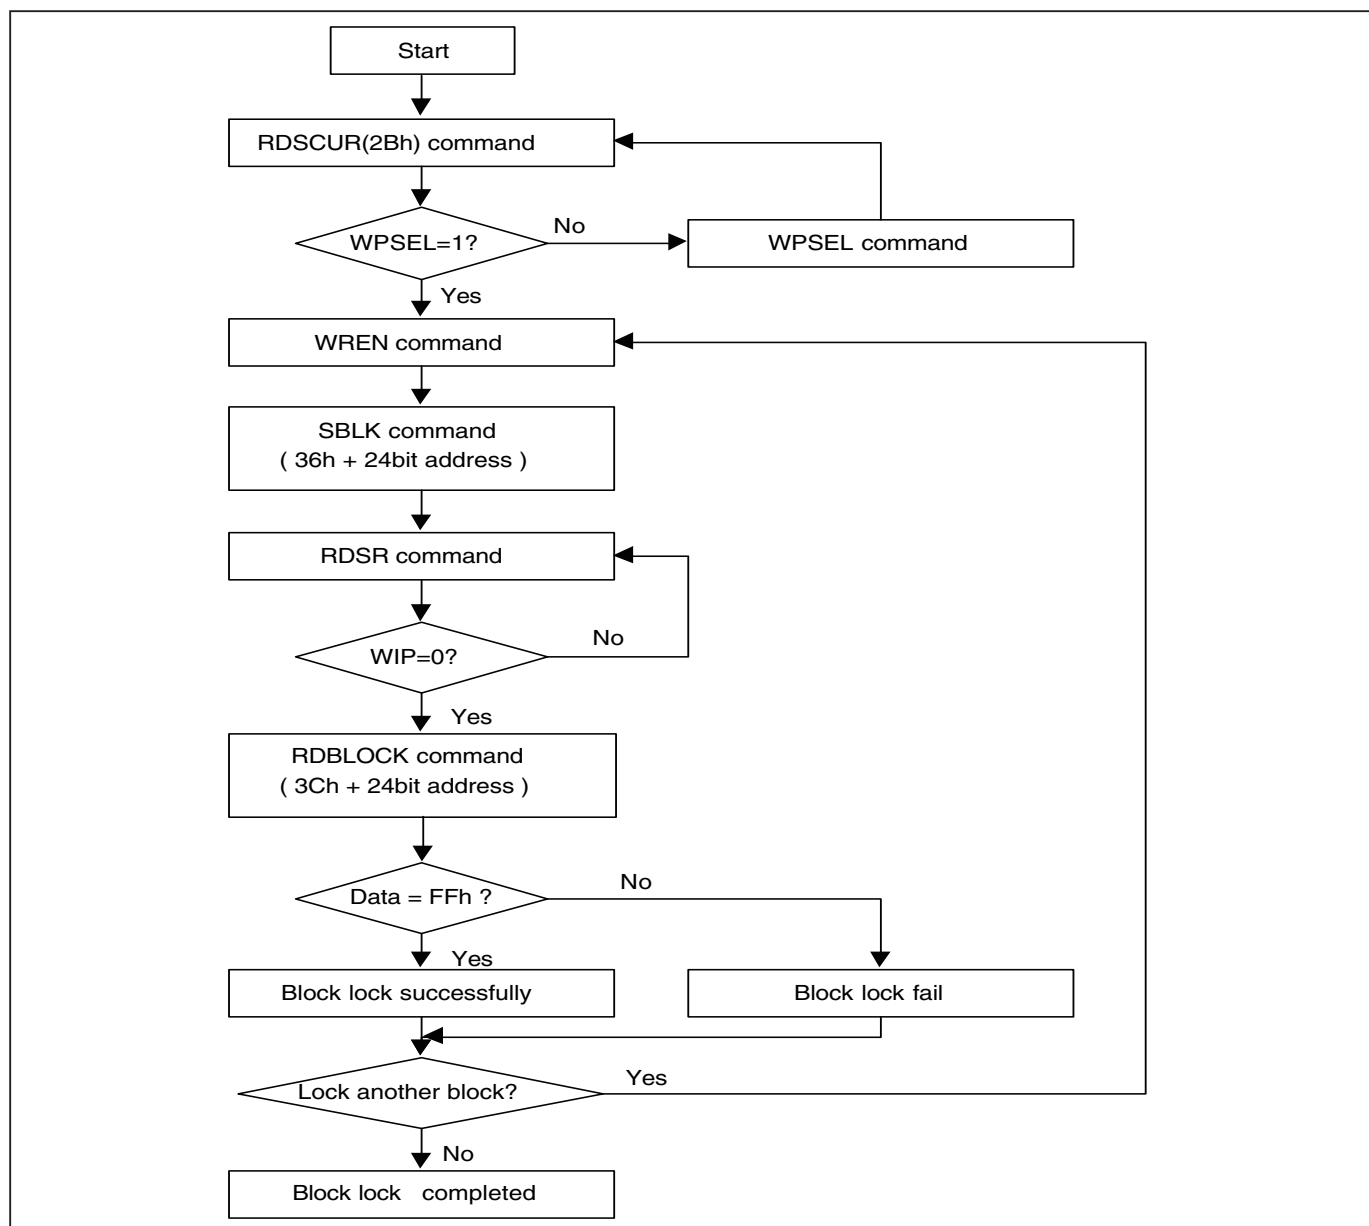 Start
RDSCUR(2Bh) command
WPSEL=1?
No
WPSEL command
Yes
WREN command
SBLK command
( 36h + 24bit address )
RDSR command
WIP=0?
No
Yes
RDBLOCK command
( 3Ch + 24bit address )
Data = FFh ?
No
Yes
Block lock successfully
Block lock fail
Lock another block?
Yes
No
Block lock completed